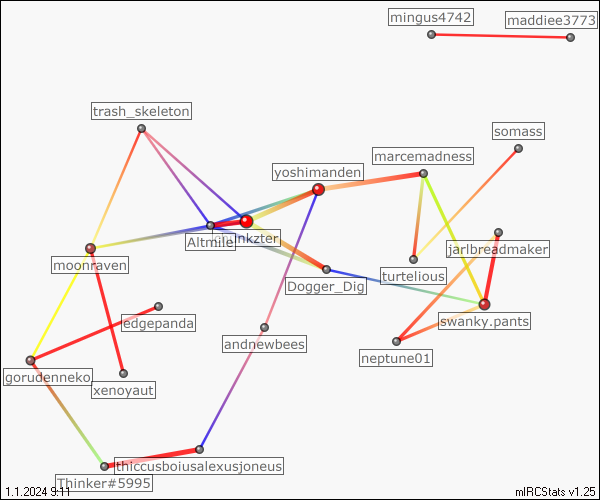 mingus4742
maddiee3773
trash_skeleton
somass
marcemadness
yoshimanden
Altmile
jarlbreadmaker
moonraven
turtelious
Dogger_Dig
edgepanda
swanky.pants
andnewbees
neptune01
gorudenneko
xenoyaut
thiccusboiusalexusjoneus
Thinker#5995
1.1.2024 9:11
mIRCStats v1.25